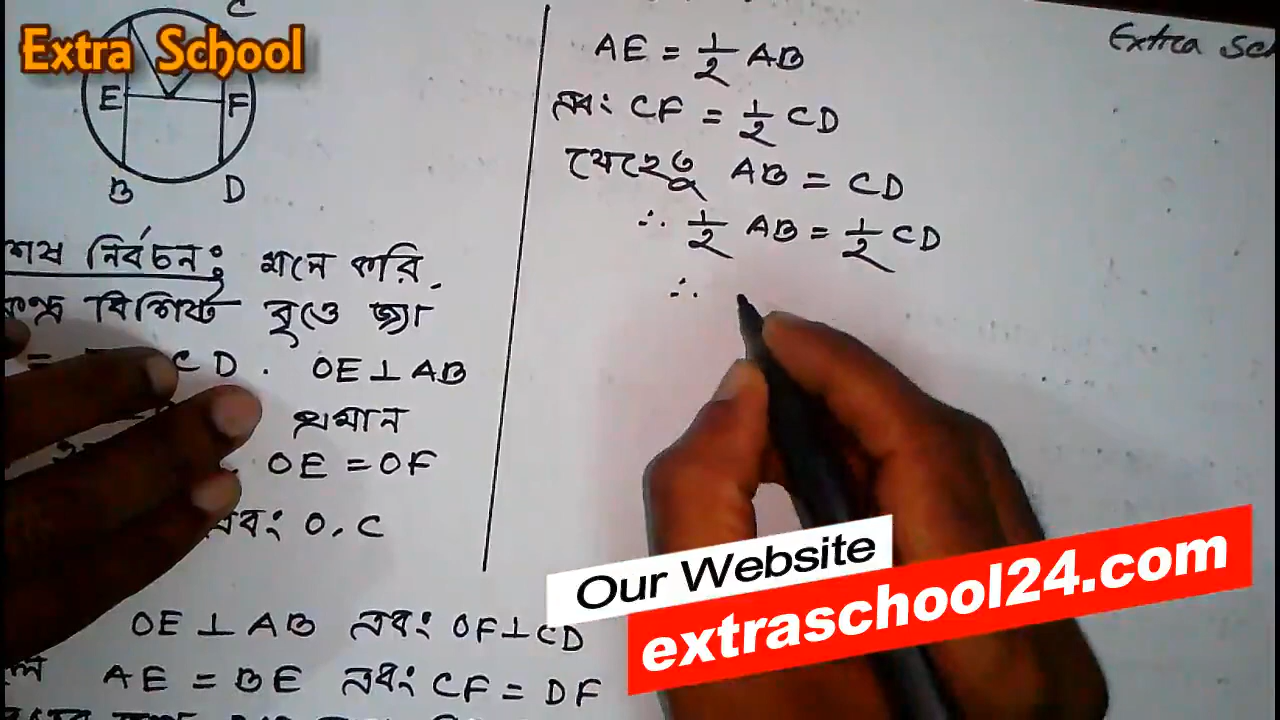 C
Extra School
E F
B D
নির্বচনঃ মনে করি,
বিশিষ্ট বৃত্তে জ্যা
= CD. OE ⊥ AB
প্রমান
OE = OF
এবং O, C
OE ⊥ AB এবং OF ⊥ CD
AE = BE এবং CF = DF
Extra Sch
AE = 1/2 AB
এবং CF = 1/2 CD
যেহেতু AB = CD
∴ 1/2 AB = 1/2 CD
∴
Our Website
extraschool24.com